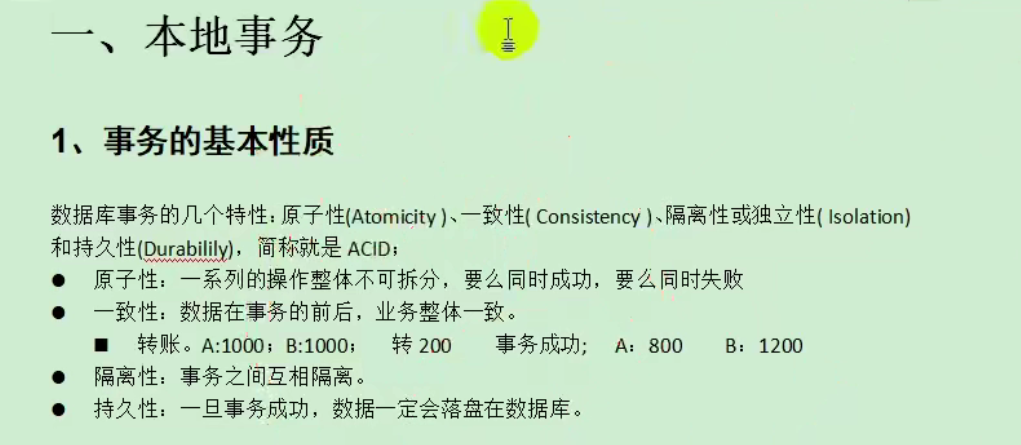 一、本地事务
1、事务的基本性质
数据库事务的几个特性：原子性(Atomicity )、一致性( Consistency )、隔离性或独立性( Isolation)
和持久性(Durabilily)，简称就是 ACID；
● 原子性：一系列的操作整体不可拆分，要么同时成功，要么同时失败
● 一致性：数据在事务的前后，业务整体一致。
■ 转账。A:1000；B:1000； 转 200 事务成功; A：800 B：1200
● 隔离性：事务之间互相隔离。
● 持久性：一旦事务成功，数据一定会落盘在数据库。